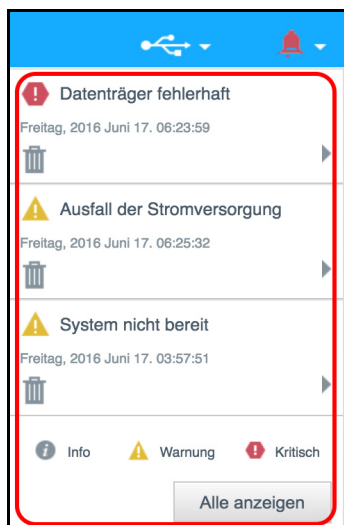 Datenträger fehlerhaft
Freitag, 2016 Juni 17. 06:23:59
Ausfall der Stromversorgung
Freitag, 2016 Juni 17. 06:25:32
System nicht bereit
Freitag, 2016 Juni 17. 03:57:51
Info Warnung Kritisch
Alle anzeigen